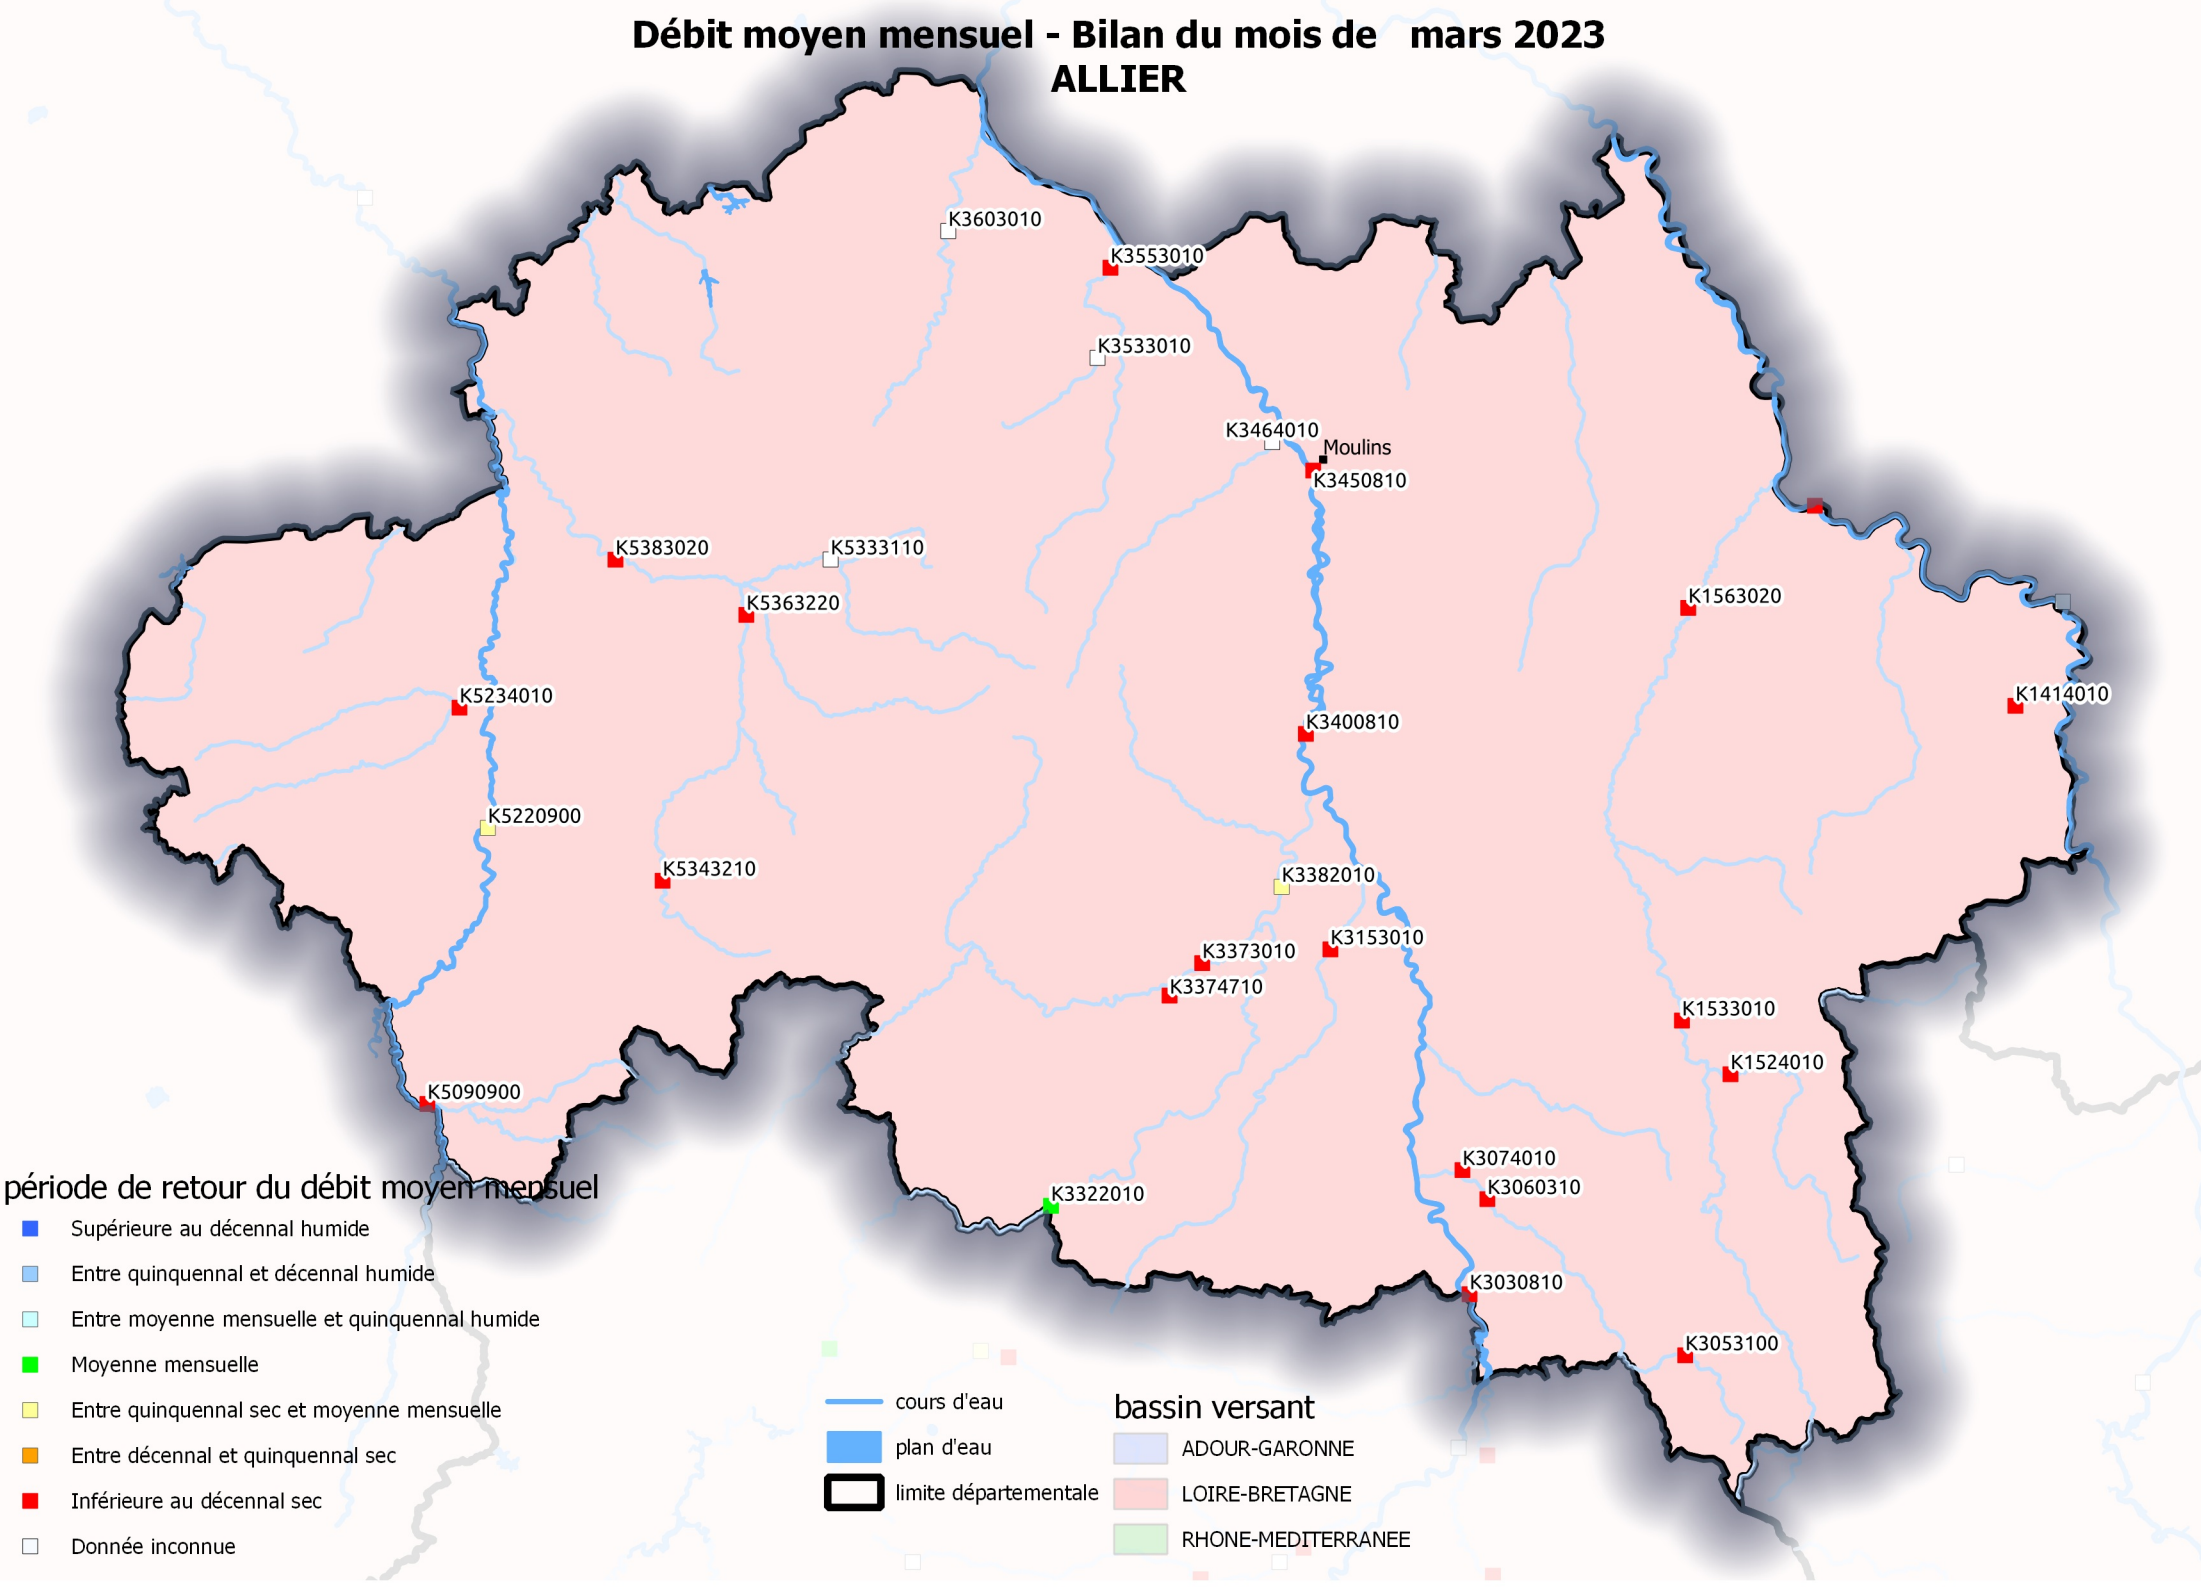 Débit moyen mensuel - Bilan du mois de mars 2023
ALLIER
K3603010
K3553010
K3533010
K3464010
Moulins
K3450810
K5383020
K5333110
K5363220
K1563020
K5234010
K1414010
K3400810
K5220900
K5343210
K3382010
K3153010
K3373010
K3374710
K1533010
K1524010
K5090900
K3074010
K3060310
K3322010
K3030810
K3053100
période de retour du débit moyen mensuel
Supérieure au décennal humide
Entre quinquennal et décennal humide
Entre moyenne mensuelle et quinquennal humide
Moyenne mensuelle
Entre quinquennal sec et moyenne mensuelle
Entre décennal et quinquennal sec
Inférieure au décennal sec
Donnée inconnue
cours d'eau
plan d'eau
limite départementale
bassin versant
ADOUR-GARONNE
LOIRE-BRETAGNE
RHONE-MEDITERRANEE